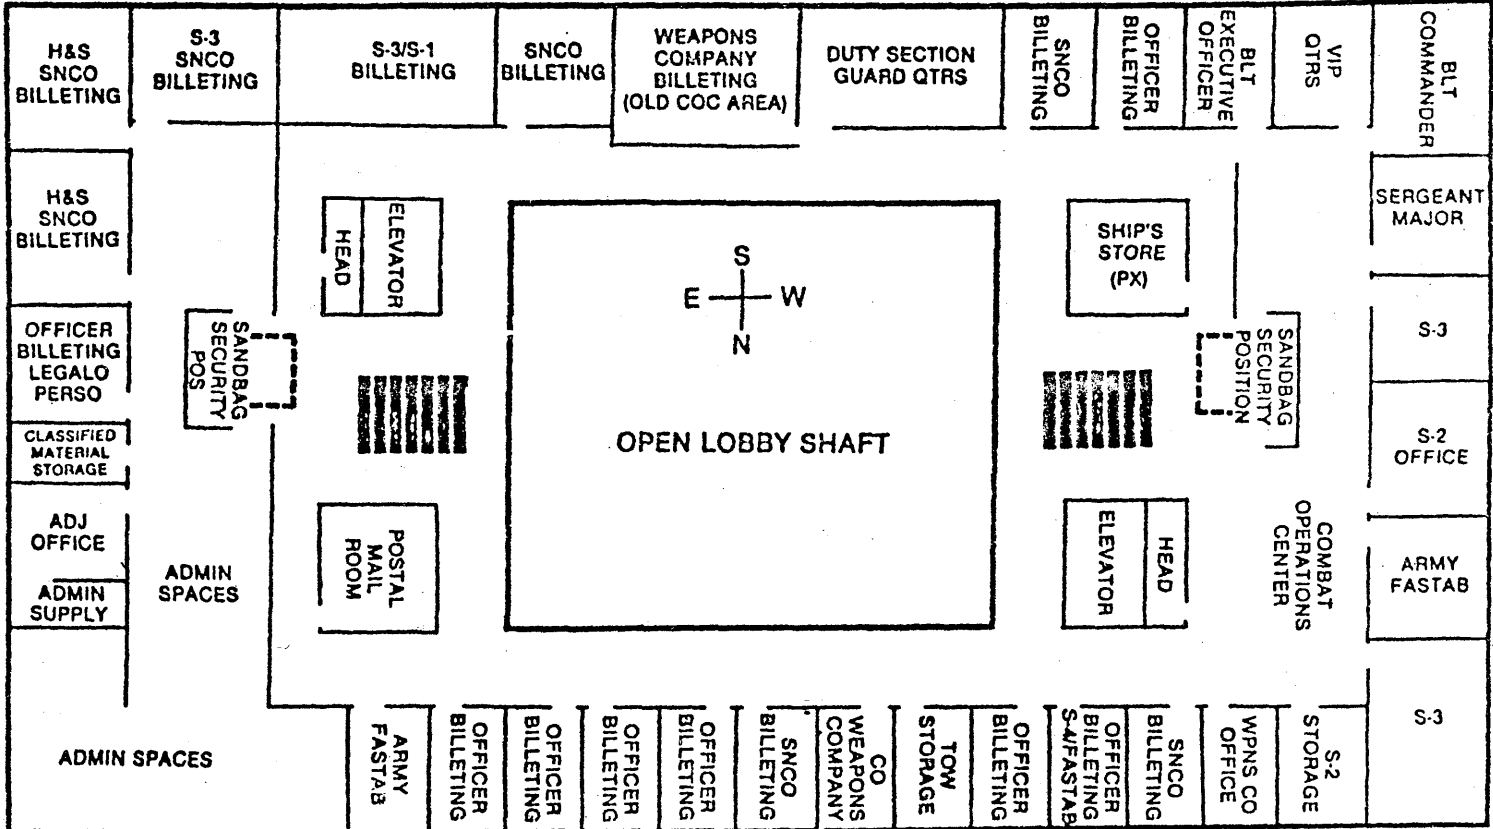 H&S
SNCO
BILLETING
S-3
SNCO
BILLETING
S-3/S-1
BILLETING
SNCO
BILLETING
WEAPONS
COMPANY
BILLETING
(OLD COC AREA)
DUTY SECTION
GUARD QTRS
SNCO
BILLETING
OFFICER
BILLETING
BLT
EXECUTIVE
OFFICER
VIP
QTRS
BLT
COMMANDER
H&S
SNCO
BILLETING
HEAD
ELEVATOR
S
E W
N
SHIP'S
STORE
(PX)
SERGEANT
MAJOR
OFFICER
BILLETING
LEGALO
PERSO
SANDBAG
SECURITY
POS
SANDBAG
SECURITY
POSITION
S-3
CLASSIFIED
MATERIAL
STORAGE
OPEN LOBBY SHAFT
S-2
OFFICE
ADJ
OFFICE
ADMIN
SUPPLY
ADMIN
SPACES
POSTAL
MAIL
ROOM
ELEVATOR
HEAD
COMBAT
OPERATIONS
CENTER
ARMY
FASTAB
ADMIN SPACES
ARMY
FASTAB
OFFICER
BILLETING
OFFICER
BILLETING
OFFICER
BILLETING
OFFICER
BILLETING
SNCO
BILLETING
CO
WEAPONS
COMPANY
TOW
STORAGE
OFFICER
BILLETING
OFFICER
BILLETING
S-4/FASTAB
SNCO
BILLETING
WPNS CO
OFFICE
S-2
STORAGE
S-3